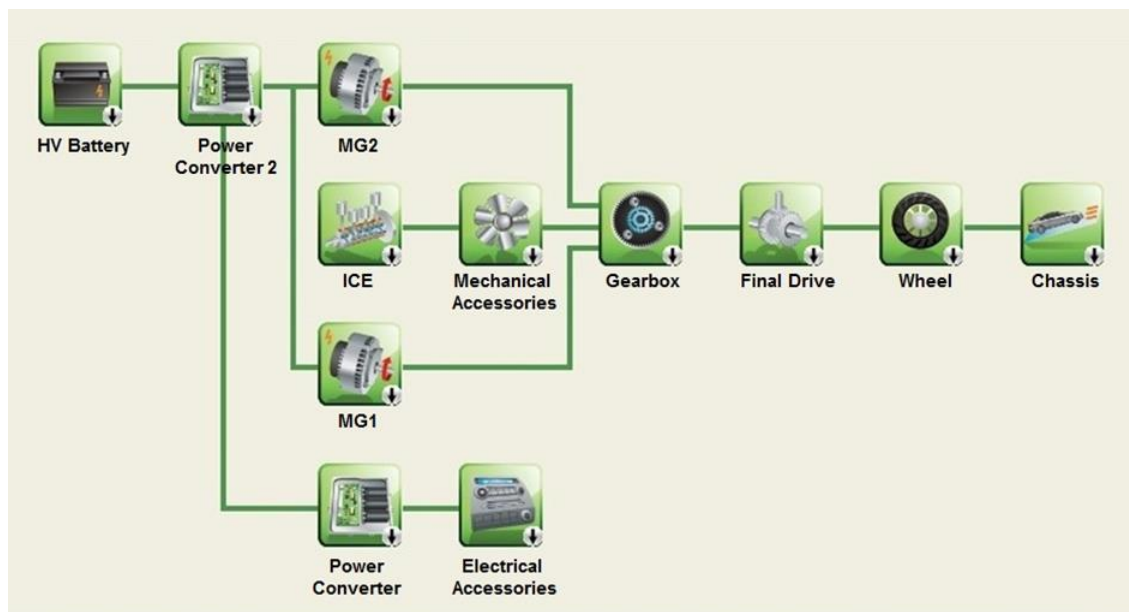 HV Battery
Power
Converter 2
MG2
ICE
Mechanical
Accessories
Gearbox
Final Drive
Wheel
Chassis
MG1
Power
Converter
Electrical
Accessories